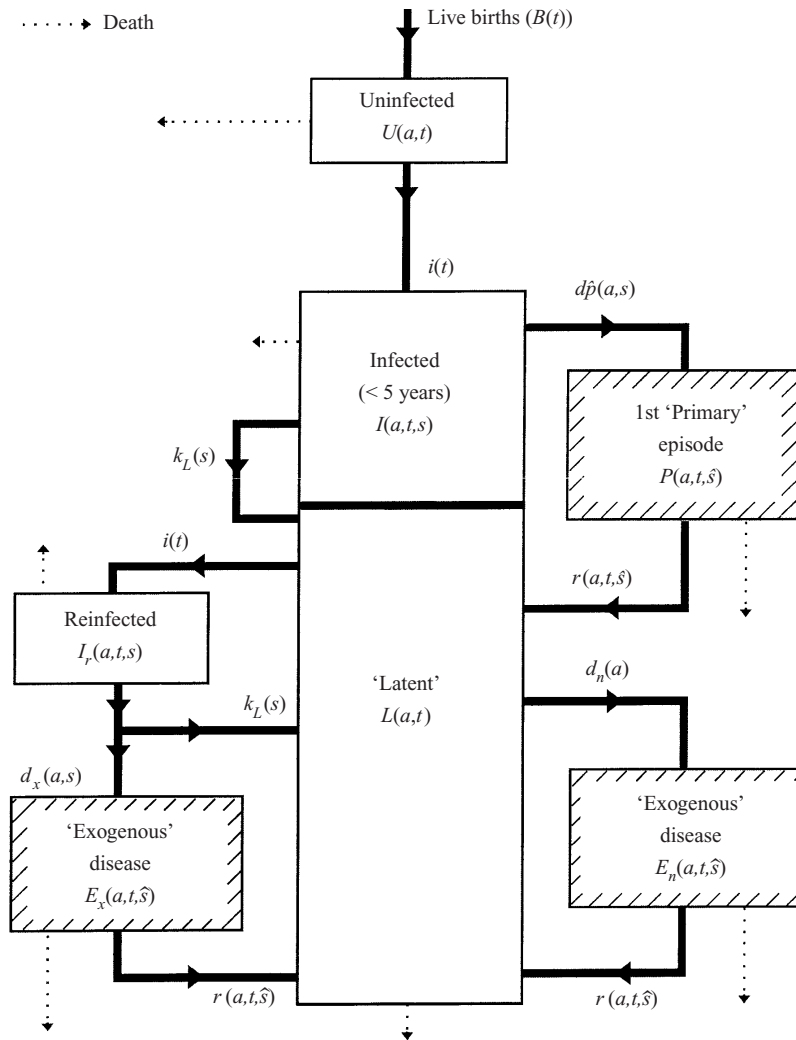 Death
Live births (B(t))
Uninfected
U(a,t)
i(t)
dp̂(a,s)
Infected
(< 5 years)
I(a,t,s)
1st ‘Primary’
episode
P(a,t,ŝ)
k_L(s)
i(t)
r(a,t,ŝ)
Reinfected
I_r(a,t,s)
‘Latent’
L(a,t)
d_n(a)
k_L(s)
d_x(a,s)
‘Exogenous’
disease
E_x(a,t,ŝ)
‘Exogenous’
disease
E_n(a,t,ŝ)
r(a,t,ŝ)
r(a,t,ŝ)